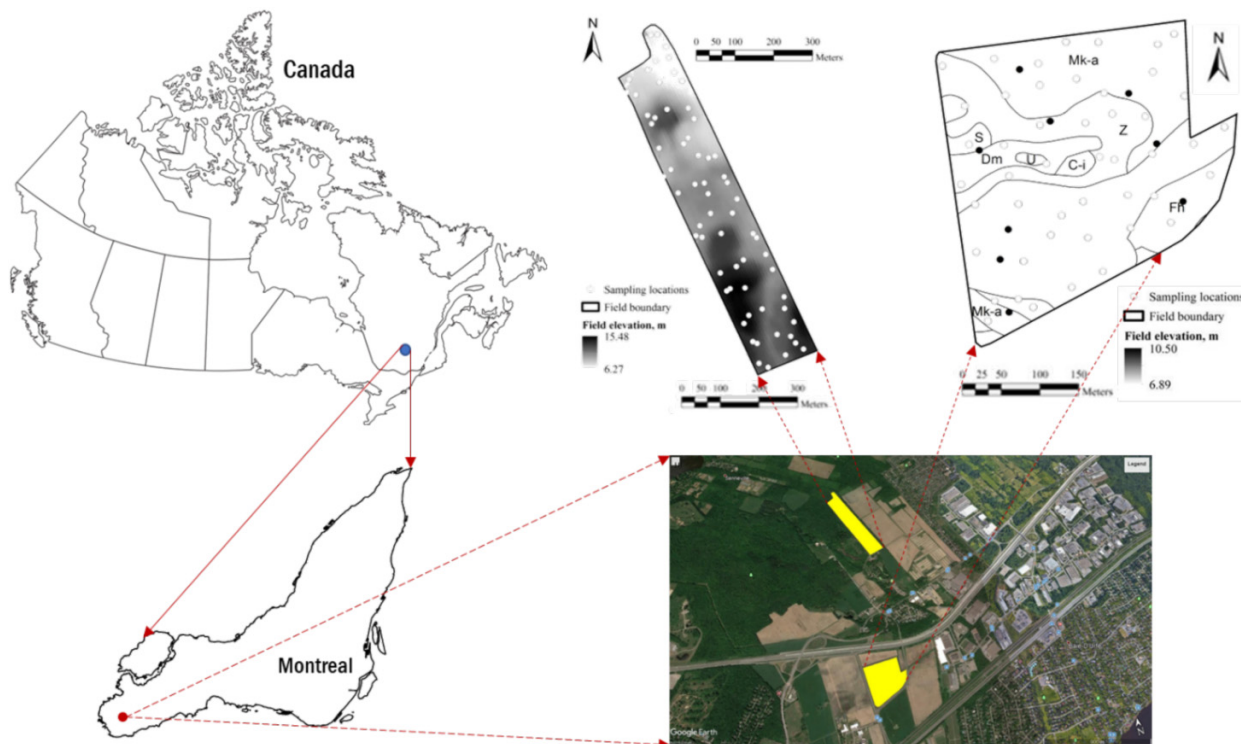 Canada
Montreal
N
0 50 100 200 300
Meters
Sampling locations
Field boundary
Field elevation, m
15.48
6.27
0 50 100 200 300
Meters
N
Mk-a
Z
S
Dm
U
C-i
Fh
Mk-a
Sampling locations
Field boundary
Field elevation, m
10.50
6.89
0 25 50 100 150
Meters
Legend
Google Earth
N